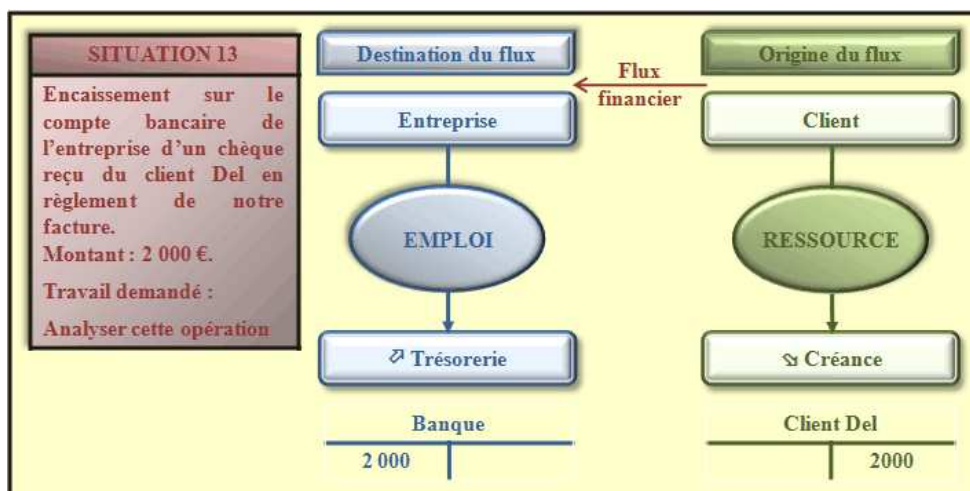 SITUATION 13
Encaissement sur le
compte bancaire de
l'entreprise d'un chèque
reçu du client Del en
règlement de notre
facture.
Montant : 2 000 €.
Travail demandé :
Analyser cette opération
Destination du flux
Origine du flux
Flux
financier
Entreprise
Client
EMPLOI
RESSOURCE
⬀ Trésorerie
⬂ Créance
Banque
2 000
Client Del
2000